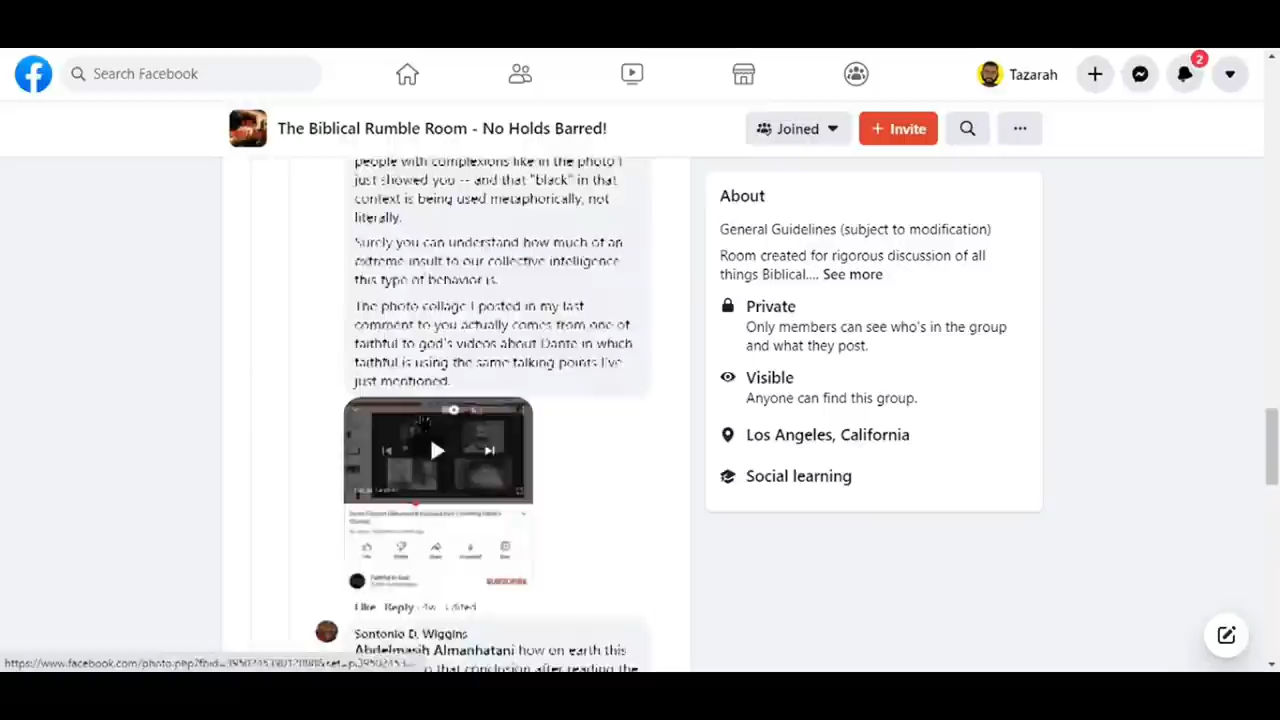 Search Facebook
Tazarah
2
The Biblical Rumble Room - No Holds Barred!
Joined
+ Invite
people with complexions like in the photo I
just showed you -- and that "black" in that
context is being used metaphorically, not
literally.
Surely you can understand how much of an
extreme insult to our collective intelligence
this type of behavior is.
The photo collage I posted in my last
comment to you actually comes from one of
faithful to god's videos about Dante in which
faithful is using the same talking points I've
just mentioned.
SUBSCRIBE
Like Reply 4w Edited
Sontonio D. Wiggins
Abdelmasih Almanhatani how on earth this
that conclusion after reading the
About
General Guidelines (subject to modification)
Room created for rigorous discussion of all
things Biblical.... See more
Private
Only members can see who's in the group
and what they post.
Visible
Anyone can find this group.
Los Angeles, California
Social learning